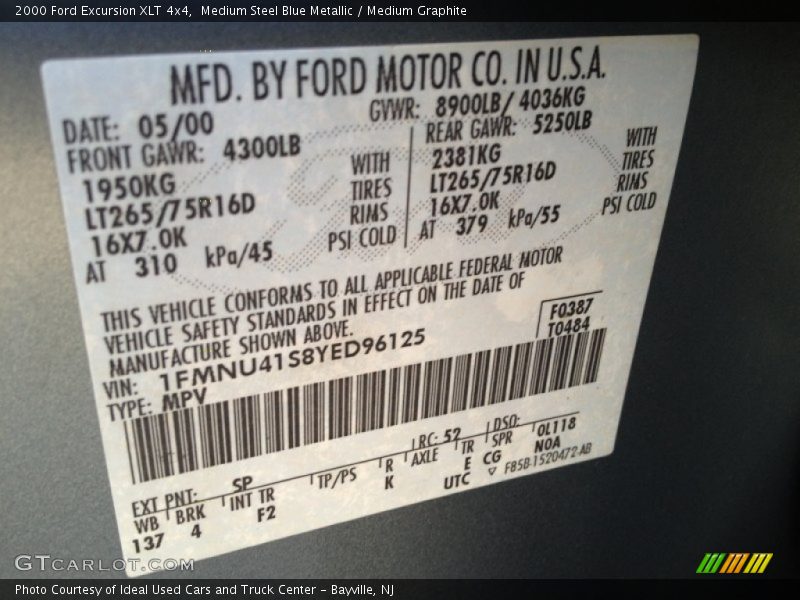 2000 Ford Excursion XLT 4x4,  Medium Steel Blue Metallic / Medium Graphite
MFD. BY FORD MOTOR CO. IN U.S.A.
DATE: 05/00 GVWR: 8900LB/ 4036KG
FRONT GAWR: 4300LB REAR GAWR: 5250LB
1950KG WITH 2381KG WITH
LT265/75R16D TIRES LT265/75R16D TIRES
16X7.0K RIMS 16X7.0K RIMS
AT 310 kPa/45 PSI COLD AT 379 kPa/55 PSI COLD
THIS VEHICLE CONFORMS TO ALL APPLICABLE FEDERAL MOTOR
VEHICLE SAFETY STANDARDS IN EFFECT ON THE DATE OF
MANUFACTURE SHOWN ABOVE.
F0387
T0484
VIN: 1FMNU41S8YED96125
TYPE: MPV
EXT PNT: SP RC: 52 DSO:
WB BRK INT TR TP/PS R AXLE TR SPR OL118
137 4 F2 K E CG N0A
UTC ▽ F85B-1520472-AB
GTCARLOT.COM
Photo Courtesy of Ideal Used Cars and Truck Center – Bayville, NJ